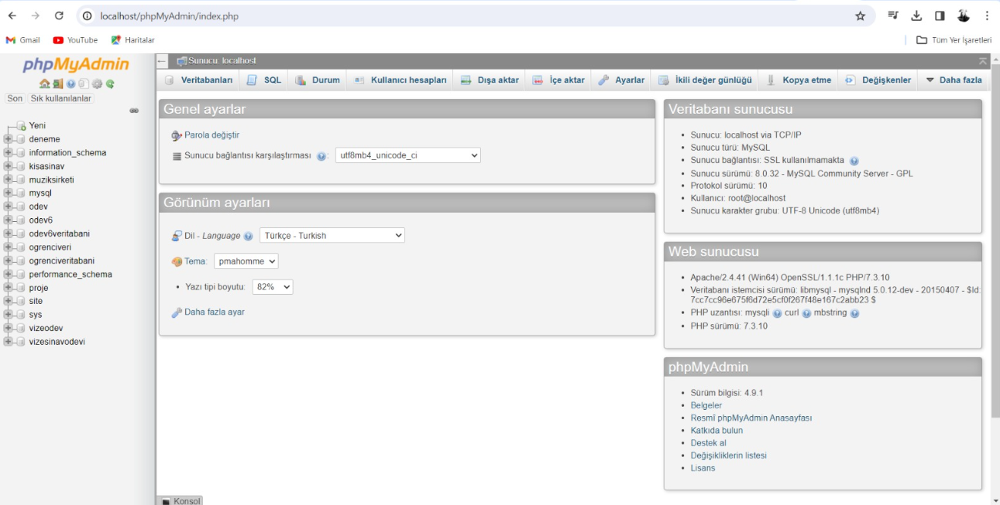 localhost/phpMyAdmin/index.php
Gmail YouTube Haritalar Tüm Yer İşaretleri
phpMyAdmin
Son Sık kullanılanlar
Yeni
deneme
information_schema
kisasinav
muziksirketi
mysql
odev
odev6
odev6veritabani
ogrenciveri
ogrenciveritabani
performance_schema
proje
site
sys
vizeodev
vizesinavodevi
Sunucu: localhost
Veritabanları SQL Durum Kullanıcı hesapları Dışa aktar İçe aktar Ayarlar İkili değer günlüğü Kopya etme Değişkenler Daha fazla
Genel ayarlar
Parola değiştir
Sunucu bağlantısı karşılaştırması : utf8mb4_unicode_ci
Görünüm ayarları
Dil - Language Türkçe - Turkish
Tema: pmahomme
• Yazı tipi boyutu: 82%
Daha fazla ayar
Veritabanı sunucusu
• Sunucu: localhost via TCP/IP
• Sunucu türü: MySQL
• Sunucu bağlantısı: SSL kullanılmamakta
• Sunucu sürümü: 8.0.32 - MySQL Community Server - GPL
• Protokol sürümü: 10
• Kullanıcı: root@localhost
• Sunucu karakter grubu: UTF-8 Unicode (utf8mb4)
Web sunucusu
• Apache/2.4.41 (Win64) OpenSSL/1.1.1c PHP/7.3.10
• Veritabanı istemcisi sürümü: libmysql - mysqlnd 5.0.12-dev - 20150407 - $Id:
7cc7cc96e675f6d72e5cf0f267f48e167c2abb23 $
• PHP uzantısı: mysqli curl mbstring
• PHP sürümü: 7.3.10
phpMyAdmin
• Sürüm bilgisi: 4.9.1
• Belgeler
• Resmî phpMyAdmin Anasayfası
• Katkıda bulun
• Destek al
• Değişikliklerin listesi
• Lisans
Konsol